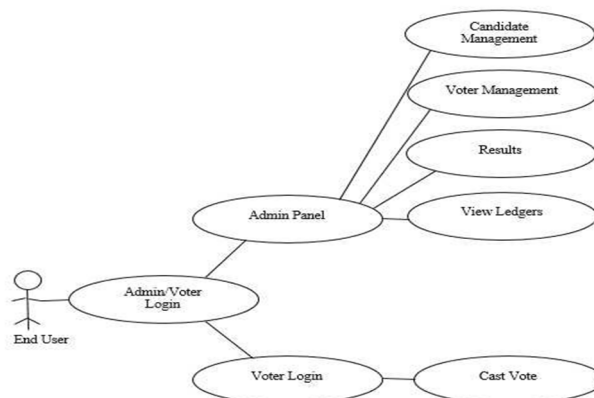 Candidate
Management
Voter Management
Results
Admin Panel
View Ledgers
Admin/Voter
Login
End User
Voter Login
Cast Vote